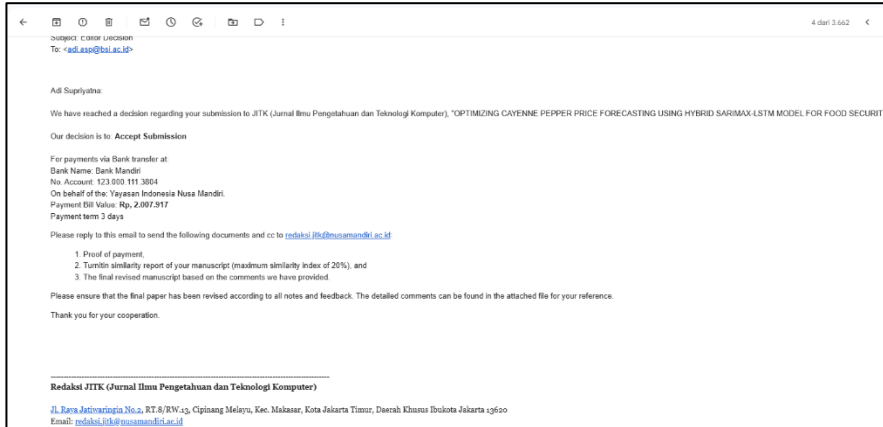 4 dari 3.662
Subject: Editor Decision
To: <adi.asp@bsi.ac.id>
Adi Supriyatna:
We have reached a decision regarding your submission to JITK (Jurnal Ilmu Pengetahuan dan Teknologi Komputer), "OPTIMIZING CAYENNE PEPPER PRICE FORECASTING USING HYBRID SARIMAX-LSTM MODEL FOR FOOD SECURIT
Our decision is to: Accept Submission
For payments via Bank transfer at:
Bank Name: Bank Mandiri
No. Account: 123.000.111.3804
On behalf of the: Yayasan Indonesia Nusa Mandiri.
Payment Bill Value: Rp, 2.007.917
Payment term 3 days
Please reply to this email to send the following documents and cc to redaksi.jitk@nusamandiri.ac.id:
1. Proof of payment,
2. Turnitin similarity report of your manuscript (maximum similarity index of 20%), and
3. The final revised manuscript based on the comments we have provided.
Please ensure that the final paper has been revised according to all notes and feedback. The detailed comments can be found in the attached file for your reference.
Thank you for your cooperation.
Redaksi JITK (Jurnal Ilmu Pengetahuan dan Teknologi Komputer)
Jl. Raya Jatiwaringin No.2, RT.8/RW.13, Cipinang Melayu, Kec. Makasar, Kota Jakarta Timur, Daerah Khusus Ibukota Jakarta 13620
Email: redaksi.jitk@nusamandiri.ac.id